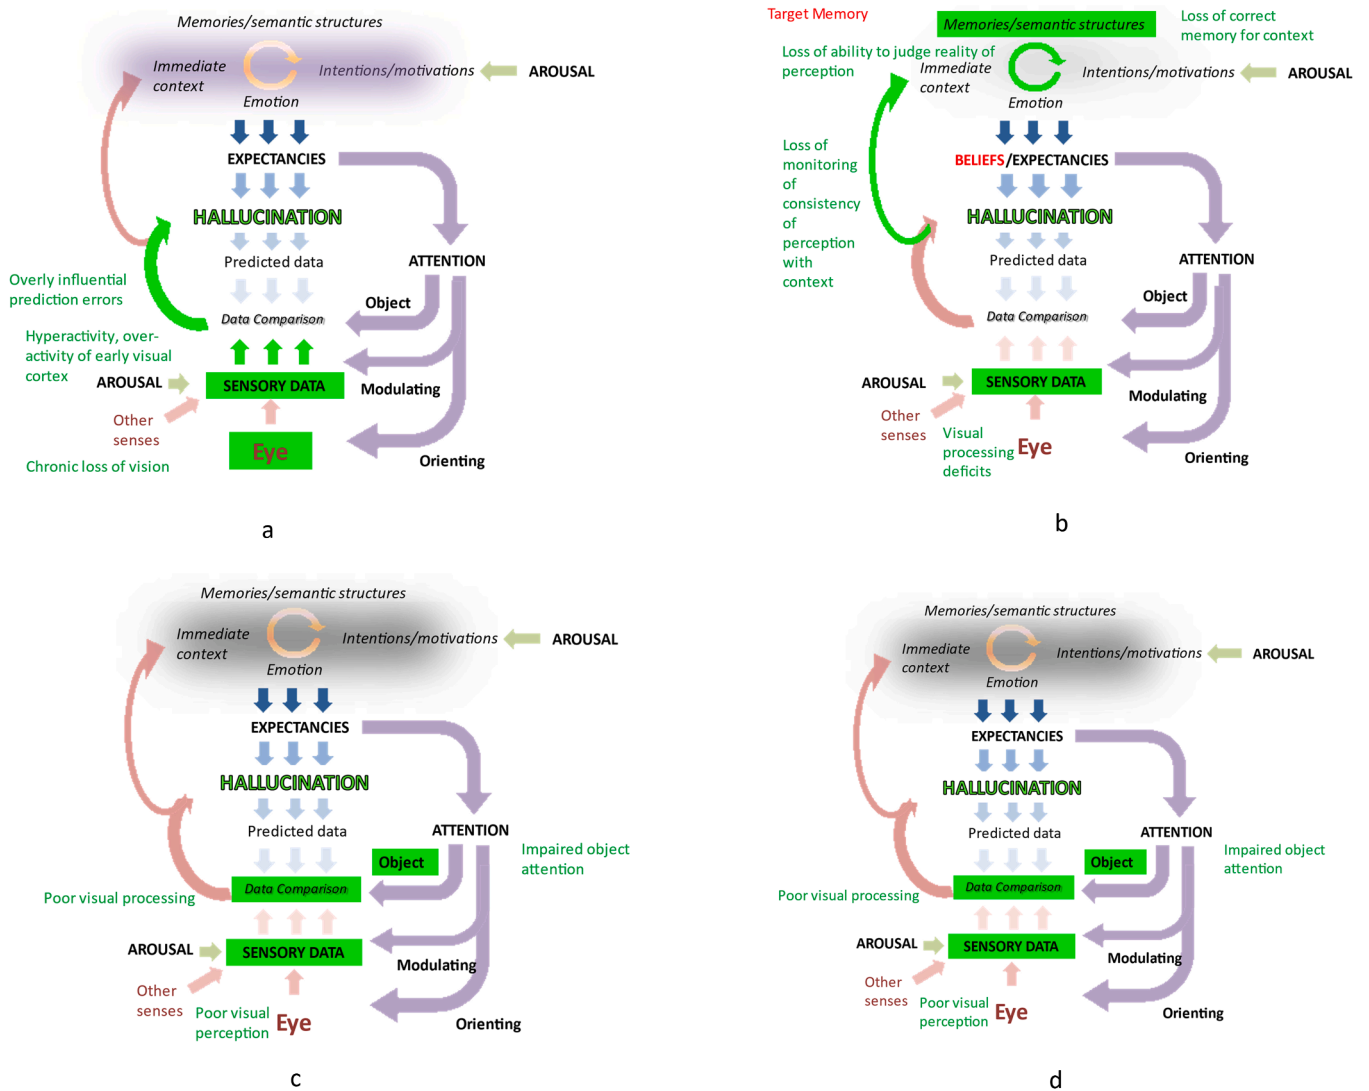 Memories/semantic structures
Immediate
context
Intentions/motivations
AROUSAL
Emotion
EXPECTANCIES
HALLUCINATION
Predicted data
ATTENTION
Overly influential
prediction errors
Object
Data Comparison
Hyperactivity, over-
activity of early visual
cortex
AROUSAL
SENSORY DATA
Modulating
Other
senses
Eye
Chronic loss of vision
Orienting
a
Target Memory
Memories/semantic structures
Loss of correct
memory for context
Loss of ability to judge reality of
perception
Immediate
context
Intentions/motivations
AROUSAL
Emotion
Loss of
monitoring
of
consistency
of
perception
with
context
BELIEFS/EXPECTANCIES
HALLUCINATION
Predicted data
ATTENTION
Object
Data Comparison
AROUSAL
SENSORY DATA
Modulating
Other
senses
Visual
processing
deficits
Eye
Orienting
b
Memories/semantic structures
Immediate
context
Intentions/motivations
AROUSAL
Emotion
EXPECTANCIES
HALLUCINATION
Predicted data
ATTENTION
Impaired object
attention
Object
Data Comparison
Poor visual processing
AROUSAL
SENSORY DATA
Modulating
Other
senses
Poor visual
perception
Eye
Orienting
c
Memories/semantic structures
Immediate
context
Intentions/motivations
AROUSAL
Emotion
EXPECTANCIES
HALLUCINATION
Predicted data
ATTENTION
Impaired object
attention
Object
Data Comparison
Poor visual processing
AROUSAL
SENSORY DATA
Modulating
Other
senses
Poor visual
perception
Eye
Orienting
d